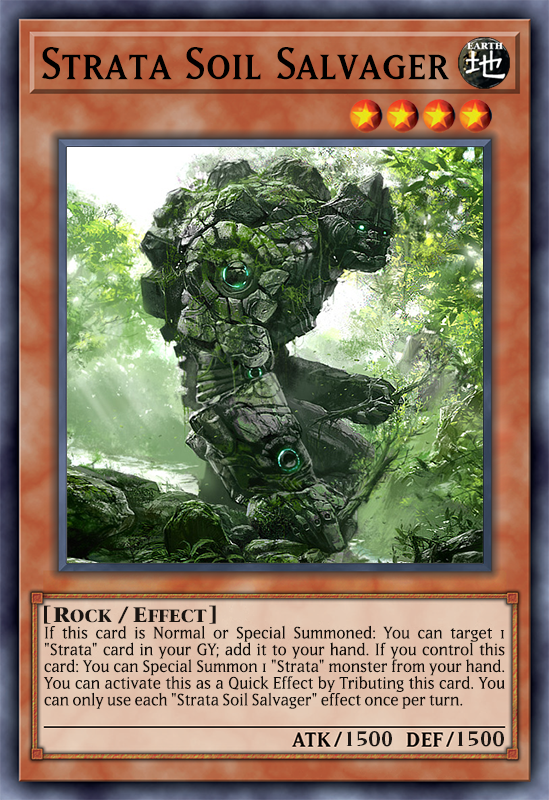 Strata Soil Salvager
EARTH
地
[Rock / Effect]
If this card is Normal or Special Summoned: You can target 1
"Strata" card in your GY; add it to your hand. If you control this
card: You can Special Summon 1 "Strata" monster from your hand.
You can activate this as a Quick Effect by Tributing this card. You
can only use each "Strata Soil Salvager" effect once per turn.
ATK/1500 DEF/1500